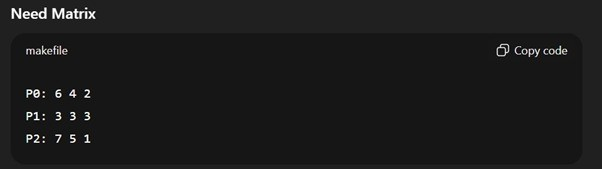 Need Matrix
makefile
Copy code
P0: 6 4 2
P1: 3 3 3
P2: 7 5 1